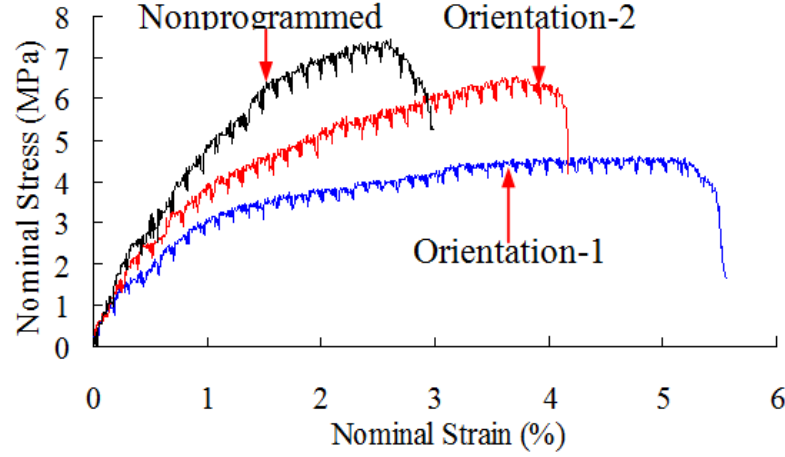 8
Nonprogrammed
Orientation-2
7
6
5
4
3
Orientation-1
2
1
0
Nominal Stress (MPa)
0 1 2 3 4 5 6
Nominal Strain (%)